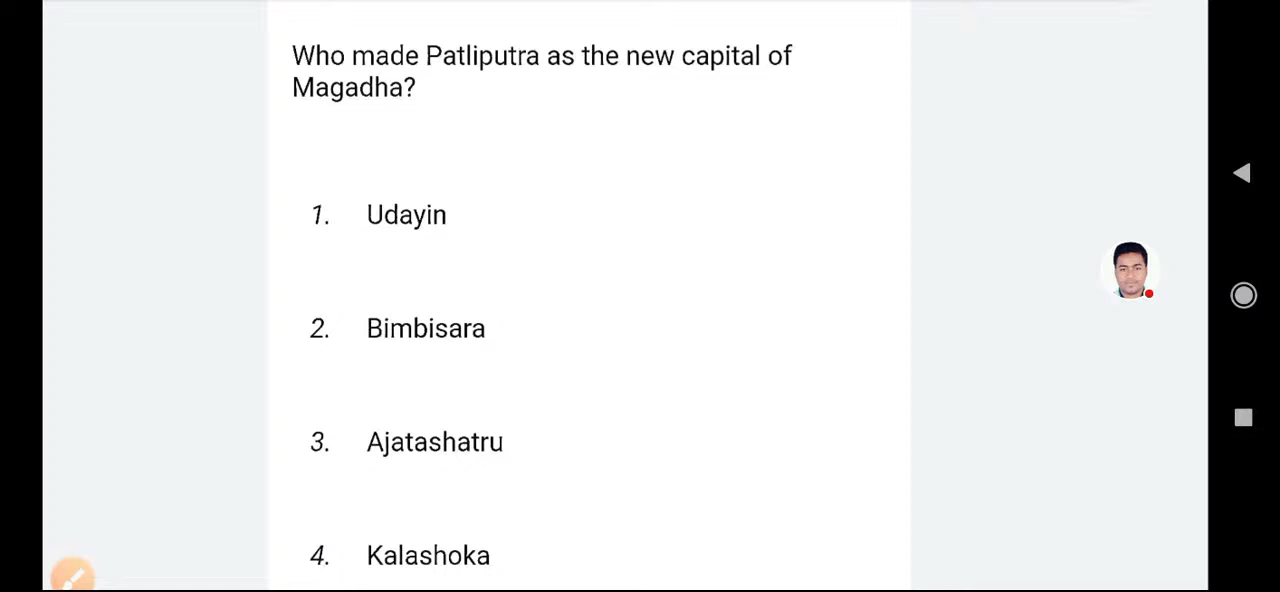 Who made Patliputra as the new capital of
Magadha?
1. Udayin
2. Bimbisara
3. Ajatashatru
4. Kalashoka